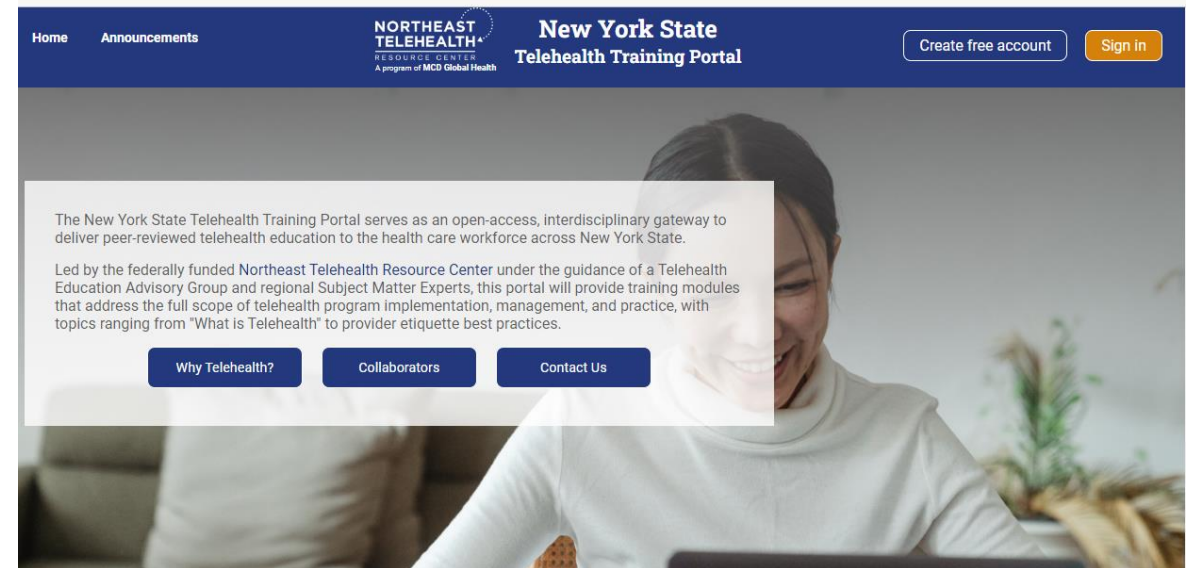 Home
Announcements
NORTHEAST
TELEHEALTH
RESOURCE CENTER
A program of MCD Global Health
New York State
Telehealth Training Portal
Create free account
Sign in
The New York State Telehealth Training Portal serves as an open-access, interdisciplinary gateway to
deliver peer-reviewed telehealth education to the health care workforce across New York State.
Led by the federally funded Northeast Telehealth Resource Center under the guidance of a Telehealth
Education Advisory Group and regional Subject Matter Experts, this portal will provide training modules
that address the full scope of telehealth program implementation, management, and practice, with
topics ranging from "What is Telehealth" to provider etiquette best practices.
Why Telehealth?
Collaborators
Contact Us